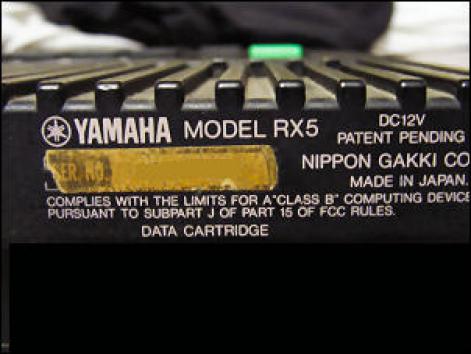 YAMAHA MODEL RX5
DC12V
PATENT PENDING
SER NO.
NIPPON GAKKI CO
MADE IN JAPAN.
COMPLIES WITH THE LIMITS FOR A "CLASS B" COMPUTING DEVICE
PURSUANT TO SUBPART J OF PART 15 OF FCC RULES.
DATA CARTRIDGE